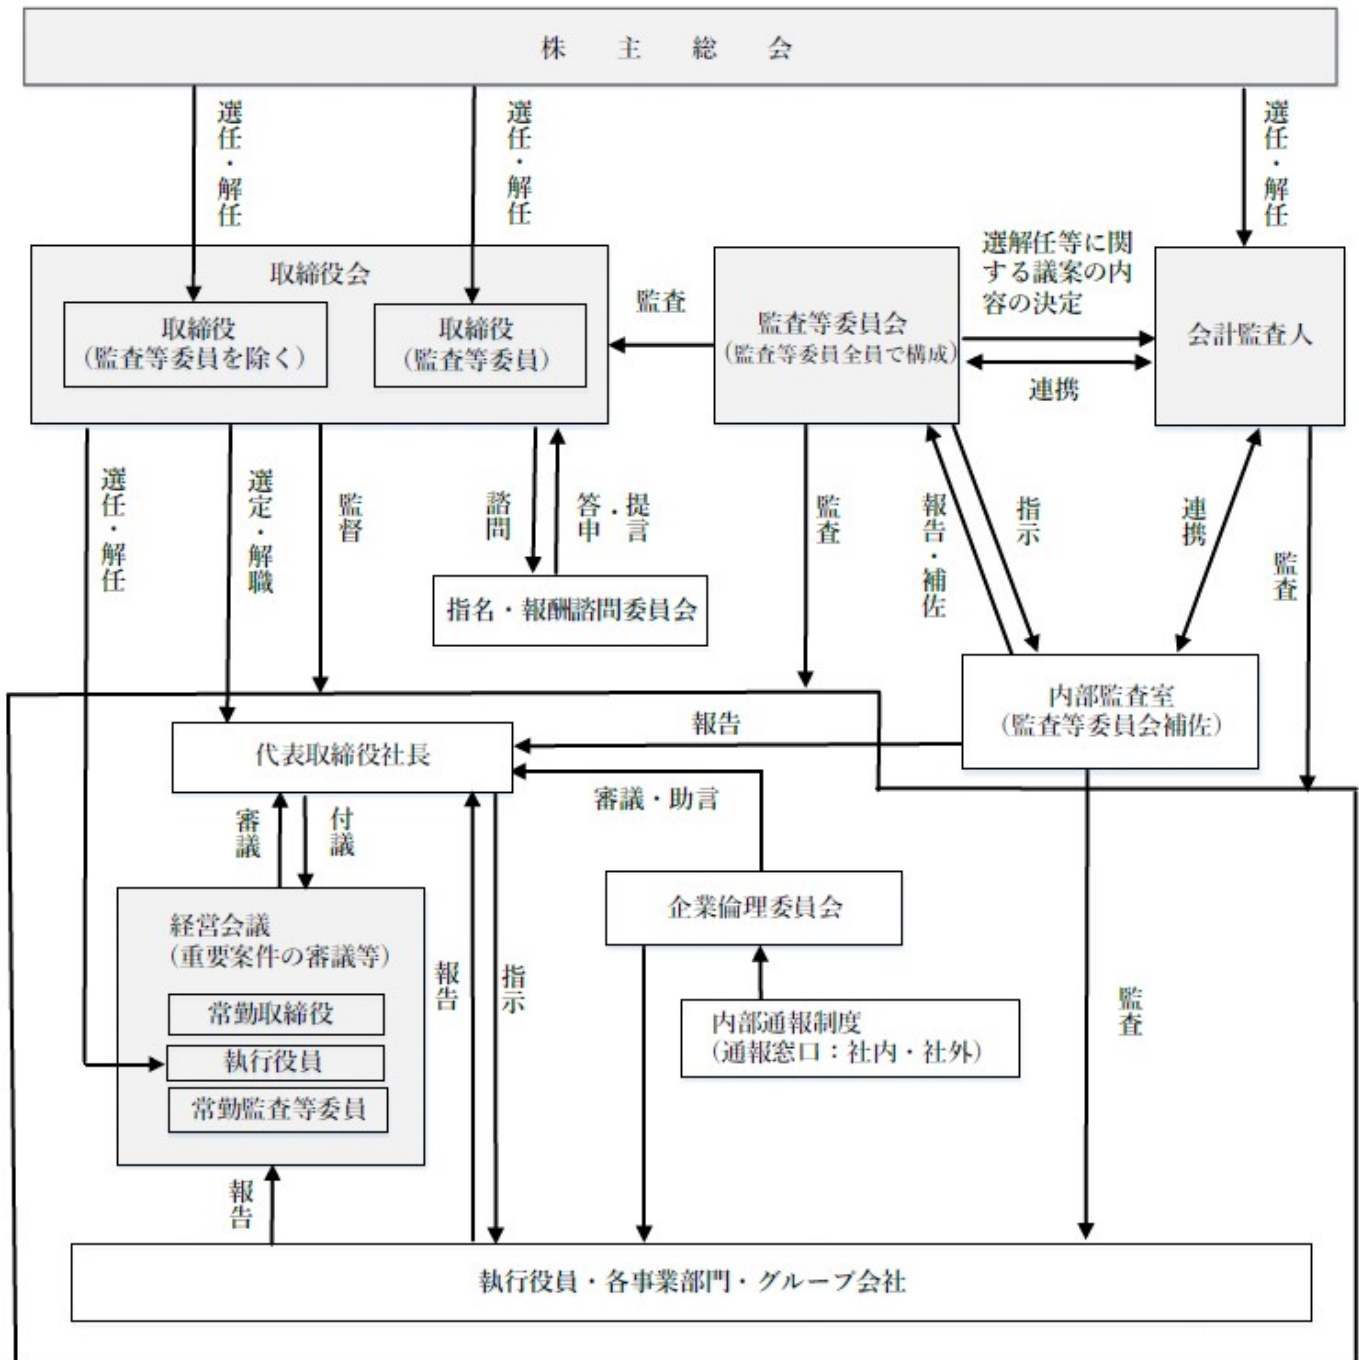 株 主 総 会
選任・解任
選任・解任
選任・解任
取締役会
取締役
(監査等委員を除く)
取締役
(監査等委員)
監査
監査等委員会
(監査等委員全員で構成)
選解任等に関
する議案の内
容の決定
連携
会計監査人
選任・解任
選定・解職
監督
諮問
答申・提言
監査
報告・補佐
指示
連携
監査
指名・報酬諮問委員会
内部監査室
(監査等委員会補佐)
報告
代表取締役社長
審議・助言
審議
付議
企業倫理委員会
経営会議
(重要案件の審議等)
常勤取締役
執行役員
常勤監査等委員
報告
指示
内部通報制度
(通報窓口：社内・社外)
監査
報告
執行役員・各事業部門・グループ会社